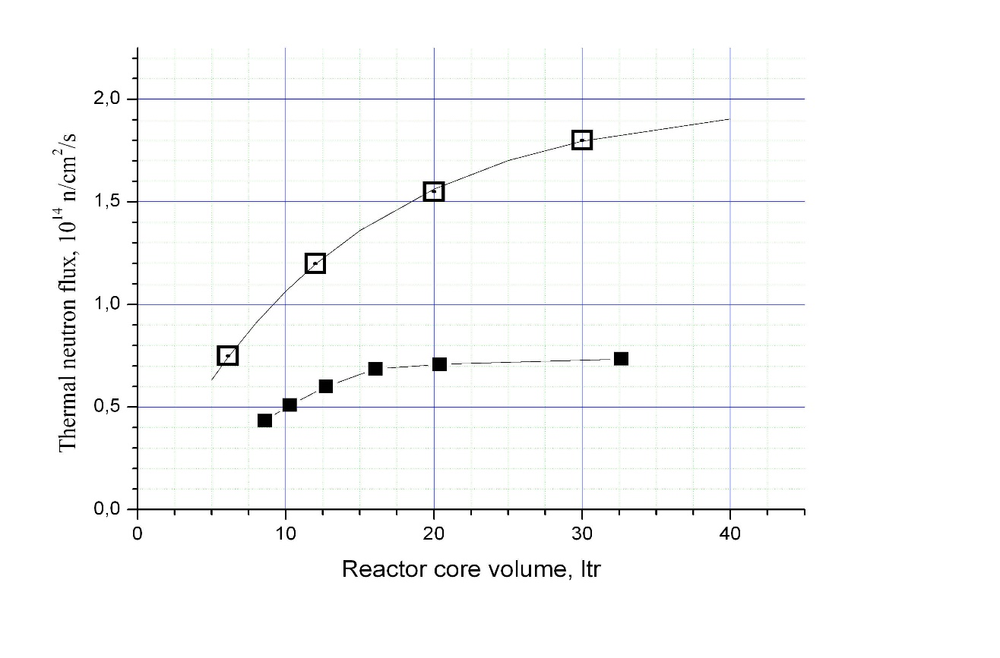 2,0
1,5
1,0
0,5
0,0
Thermal neutron flux, 10¹⁴ n/cm²/s
0 10 20 30 40
Reactor core volume, ltr